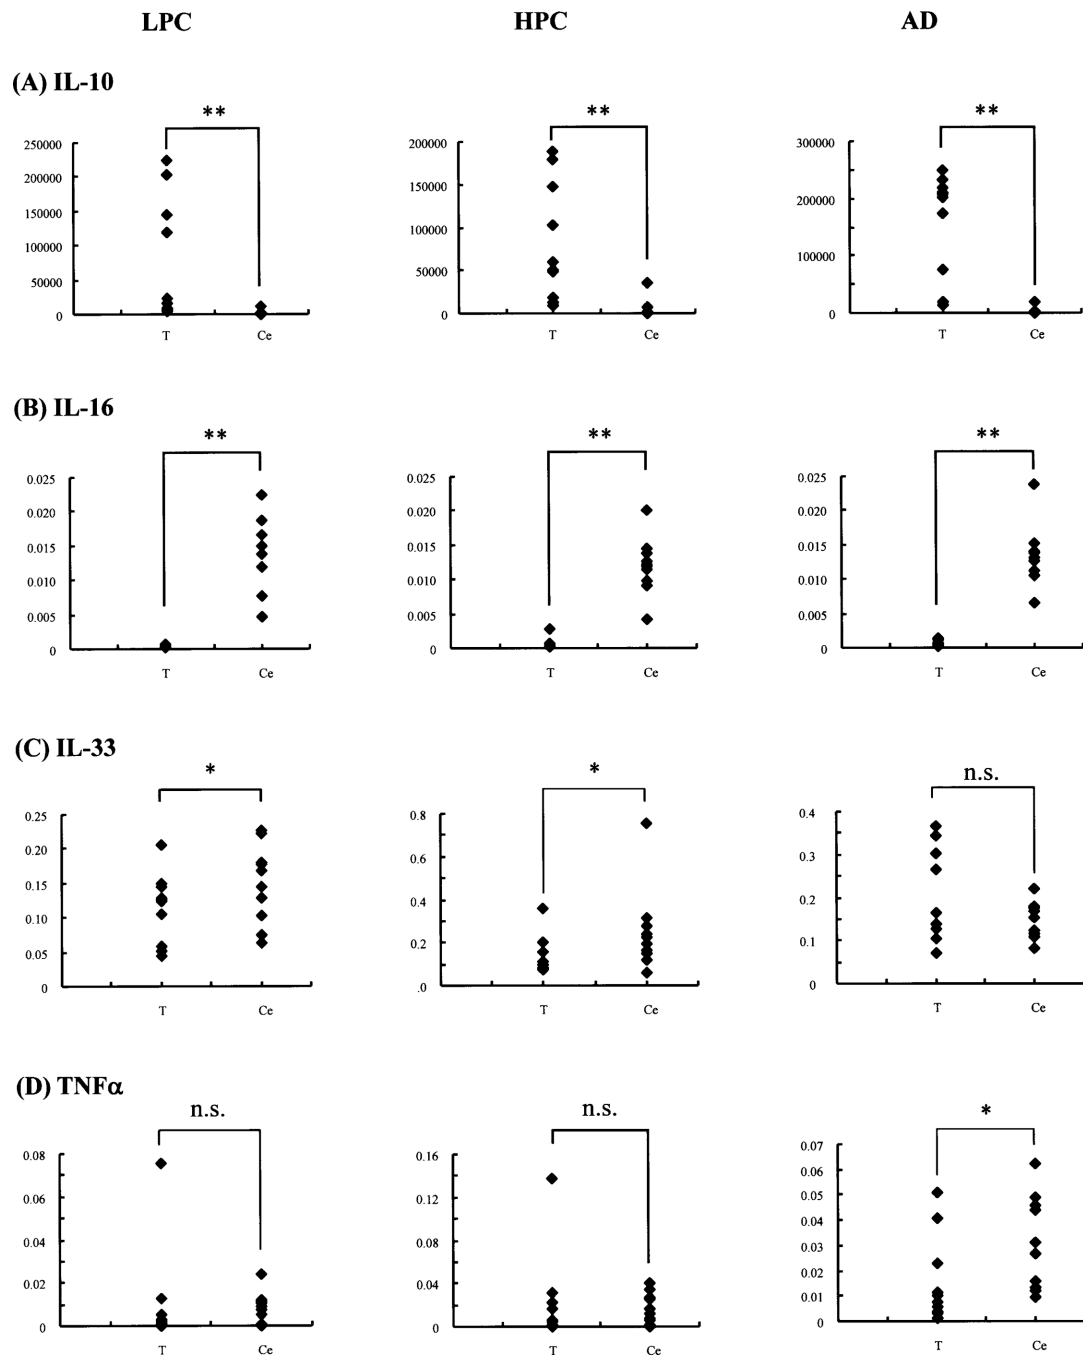 LPC HPC AD
(A) IL-10
** ** **
250000 200000 300000
200000 150000 200000
150000 100000 100000
100000 50000 0
50000 0
0
T Ce T Ce T Ce
(B) IL-16
** ** **
0.025 0.025 0.025
0.020 0.020 0.020
0.015 0.015 0.015
0.010 0.010 0.010
0.005 0.005 0.005
0 0 0
T Ce T Ce T Ce
(C) IL-33
* * n.s.
0.25 0.8 0.4
0.20 0.6 0.3
0.15 0.4 0.2
0.10 0.2 0.1
0.05 .0 0
0
T Ce T Ce T Ce
(D) TNFα
n.s. n.s. *
0.08 0.16 0.07
0.06 0.12 0.06
0.04 0.08 0.05
0.02 0.04 0.04
0 0 0.03
0.02
0.01
0
T Ce T Ce T Ce